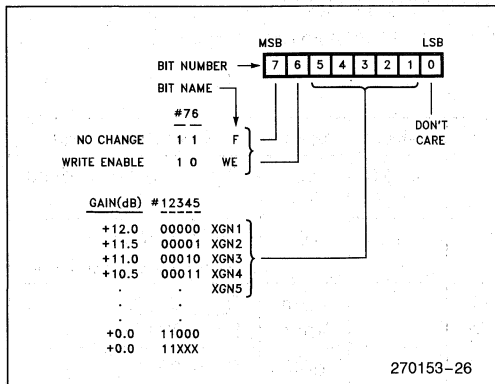 MSB LSB
BIT NUMBER 7 6 5 4 3 2 1 0
BIT NAME
#76
DON'T
CARE
NO CHANGE 1 1 F
WRITE ENABLE 1 0 WE
GAIN(dB) #12345
+12.0 00000 XGN1
+11.5 00001 XGN2
+11.0 00010 XGN3
+10.5 00011 XGN4
. . XGN5
. .
. .
+0.0 11000
+0.0 11XXX
270153-26